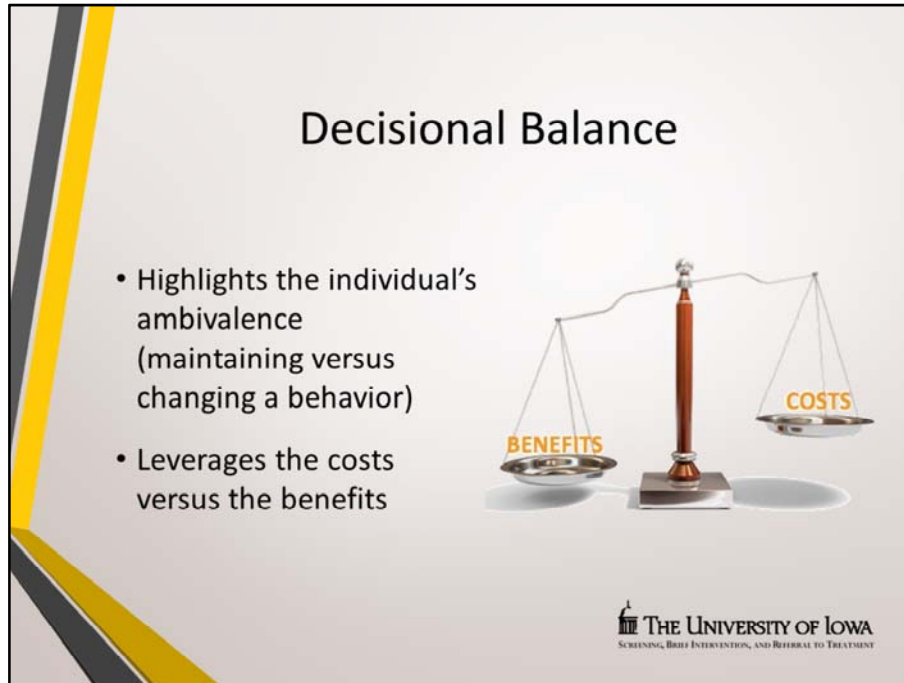 Decisional Balance
• Highlights the individual’s
ambivalence
(maintaining versus
changing a behavior)
• Leverages the costs
versus the benefits
BENEFITS
COSTS
THE UNIVERSITY OF IOWA
SCREENING, BRIEF INTERVENTION, AND REFERRAL TO TREATMENT